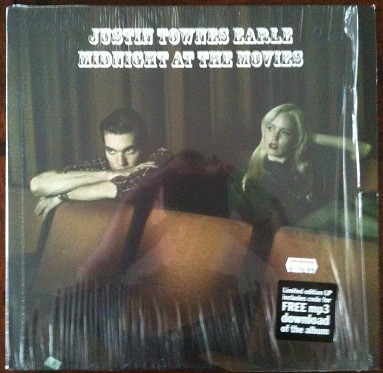 JUSTIN TOWNES EARLE
MIDNIGHT AT THE MOVIES
Limited edition LP
includes code for
FREE mp3
download
of the album